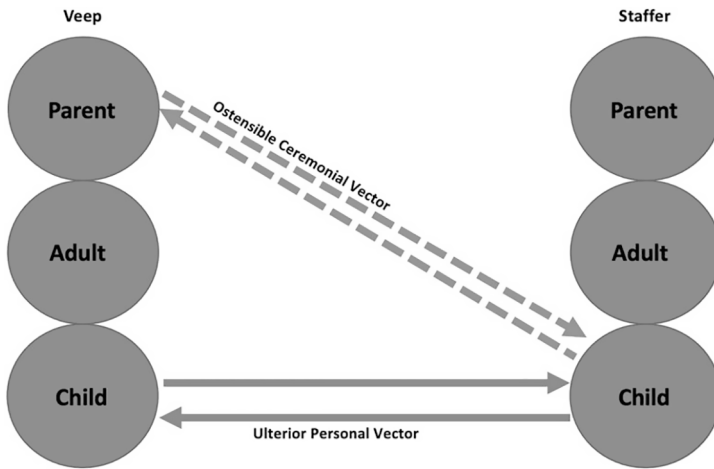 Veep
Staffer
Parent
Parent
Ostensible Ceremonial Vector
Adult
Adult
Child
Child
Ulterior Personal Vector